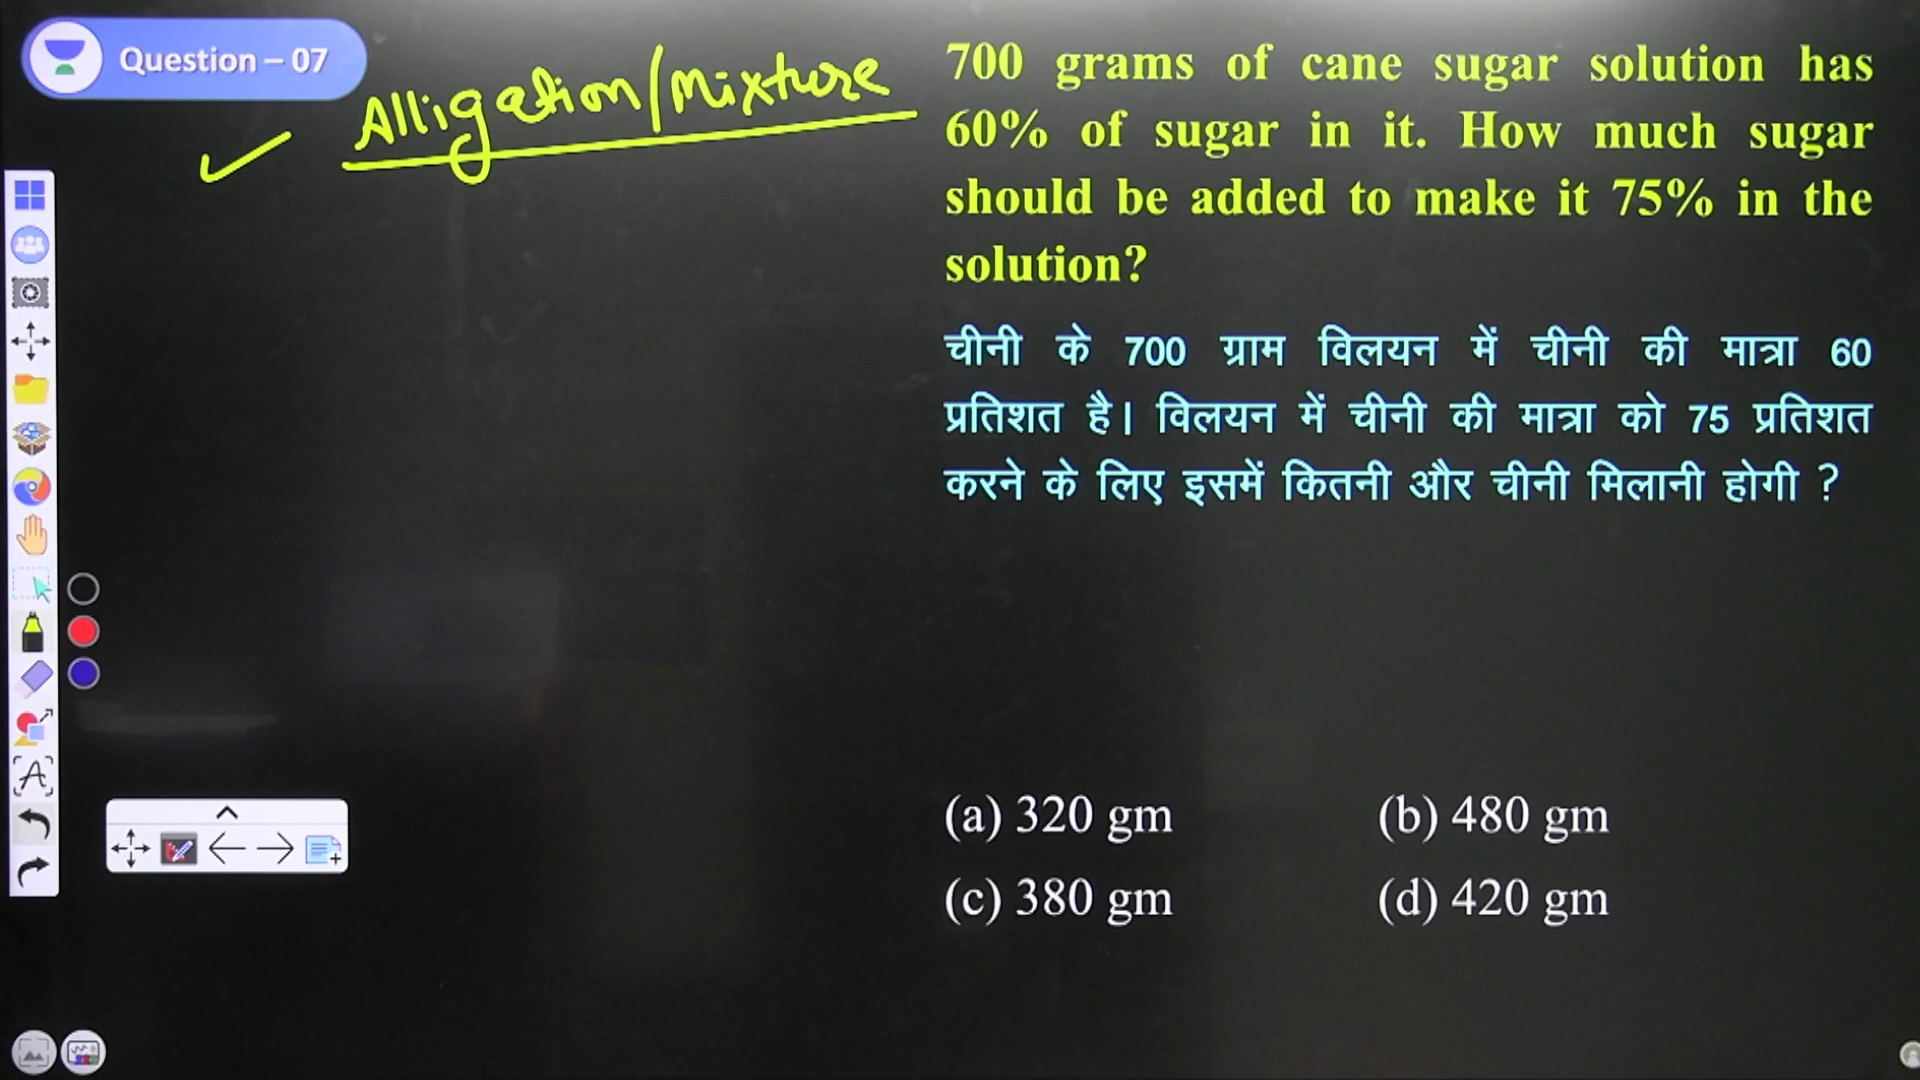 Question – 07
Alligation/Mixture
700 grams of cane sugar solution has
60% of sugar in it. How much sugar
should be added to make it 75% in the
solution?
चीनी के 700 ग्राम विलयन में चीनी की मात्रा 60
प्रतिशत है। विलयन में चीनी की मात्रा को 75 प्रतिशत
करने के लिए इसमें कितनी और चीनी मिलानी होगी ?
(a) 320 gm
(b) 480 gm
(c) 380 gm
(d) 420 gm